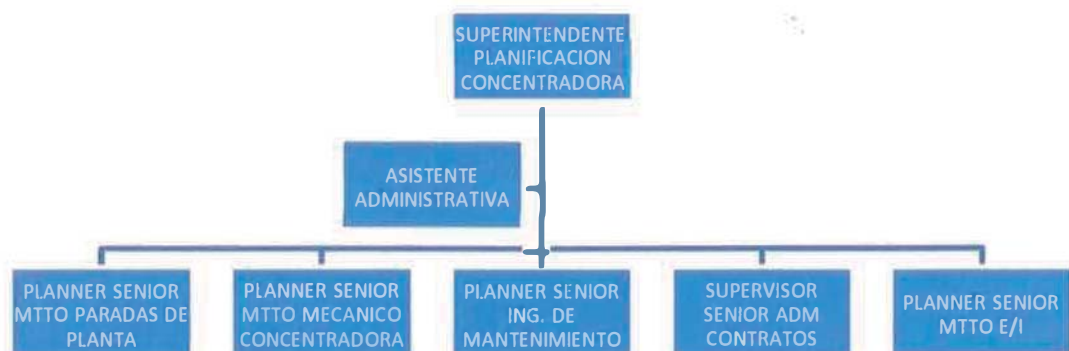 SUPERINTENDENTE
PLANIFICACION
CONCENTRADORA
ASISTENTE
ADMINISTRATIVA
PLANNER SENIOR
MTTO PARADAS DE
PLANTA
PLANNER SENIOR
MTTO MECANICO
CONCENTRADORA
PLANNER SENIOR
ING. DE
MANTENIMIENTO
SUPERVISOR
SENIOR ADM
CONTRATOS
PLANNER SENIOR
MTTO E/I